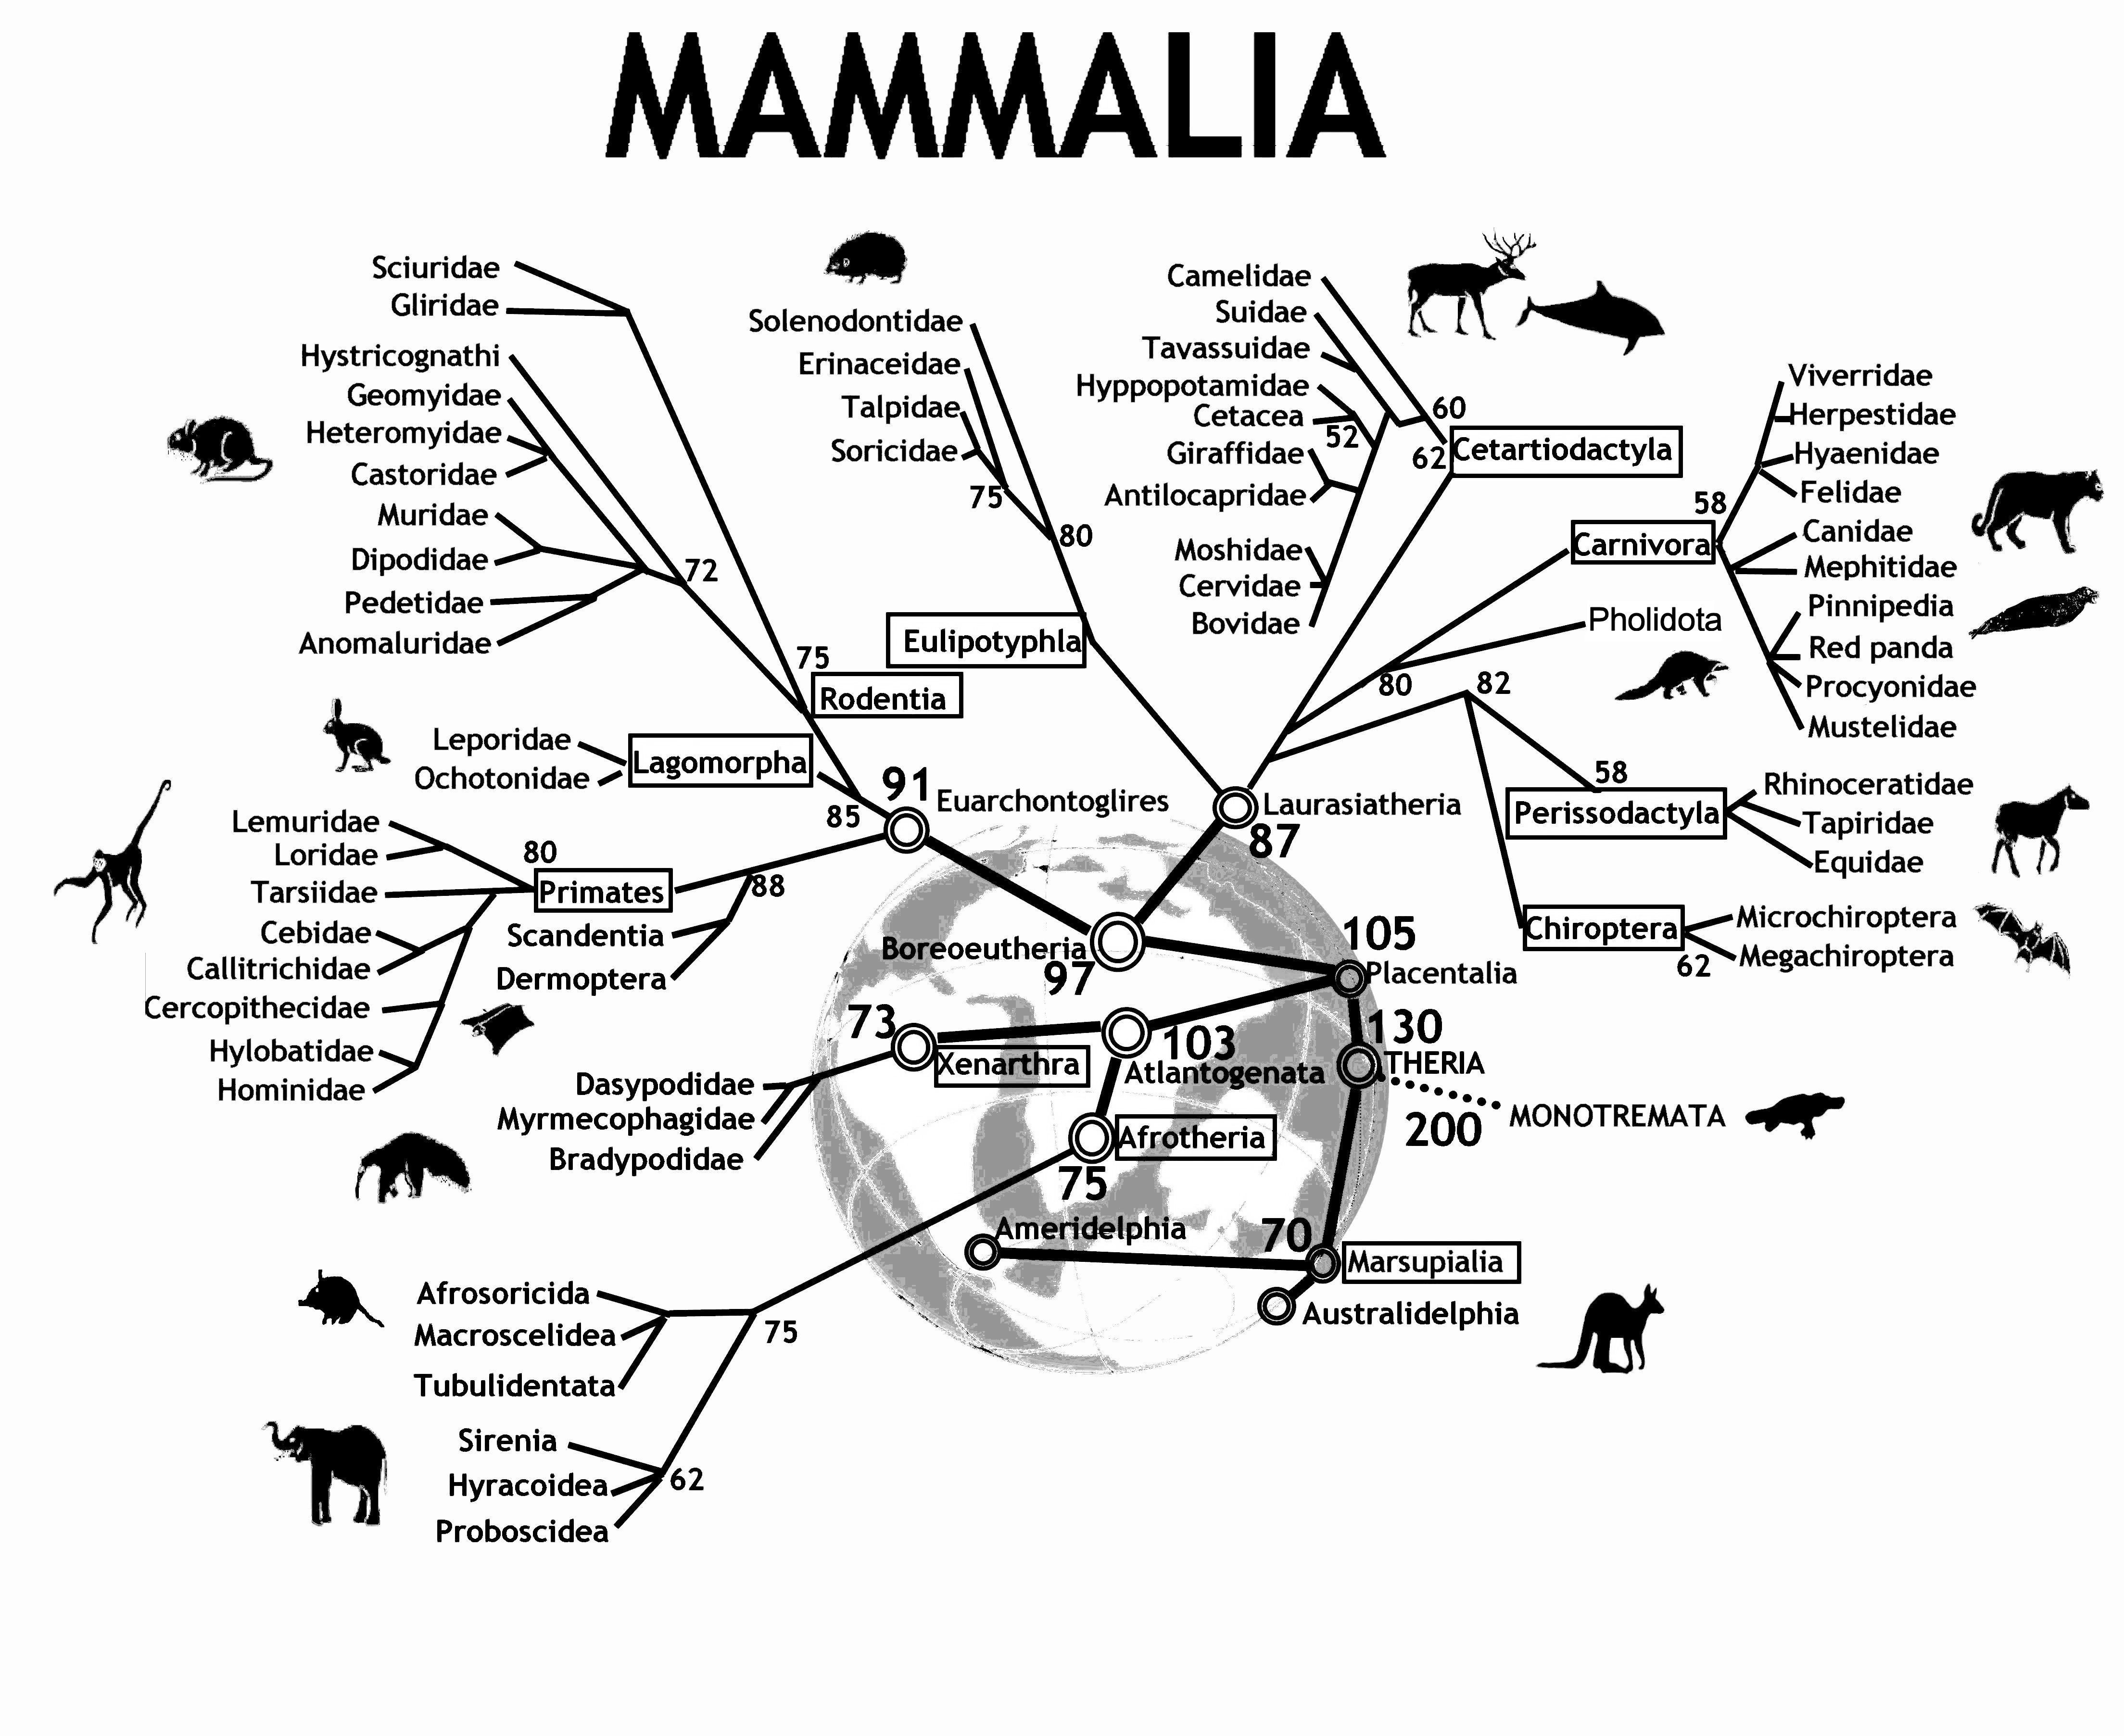 MAMMALIA
Sciuridae
Gliridae
Hystricognathi
Geomyidae
Heteromyidae
Castoridae
Muridae
Dipodidae
Pedetidae
Anomaluridae
72
75
Rodentia
Leporidae
Ochotonidae
Lagomorpha
85
91
Euarchontoglires
Lemuridae
Loridae
Tarsiidae
Cebidae
Callitrichidae
Cercopithecidae
Hylobatidae
Hominidae
80
Primates
88
Scandentia
Dermoptera
Solenodontidae
Erinaceidae
Talpidae
Soricidae
75
80
Eulipotyphla
Camelidae
Suidae
Tavassuidae
Hyppopotamidae
Cetacea
Giraffidae
Antilocapridae
Moshidae
Cervidae
Bovidae
52
60
62
Cetartiodactyla
Viverridae
Herpestidae
Hyaenidae
Felidae
Canidae
Mephitidae
Pinnipedia
Red panda
Procyonidae
Mustelidae
58
Carnivora
Pholidota
80
82
58
Perissodactyla
Rhinoceratidae
Tapiridae
Equidae
Chiroptera
62
Microchiroptera
Megachiroptera
Laurasiatheria
87
Boreoeutheria
97
105
Placentalia
130
THERIA
200
MONOTREMATA
73
Xenarthra
103
Atlantogenata
Dasypodidae
Myrmecophagidae
Bradypodidae
Afrotheria
75
Ameridelphia
70
Marsupialia
Australidelphia
Afrosoricida
Macroscelidea
Tubulidentata
75
Sirenia
Hyracoidea
Proboscidea
62